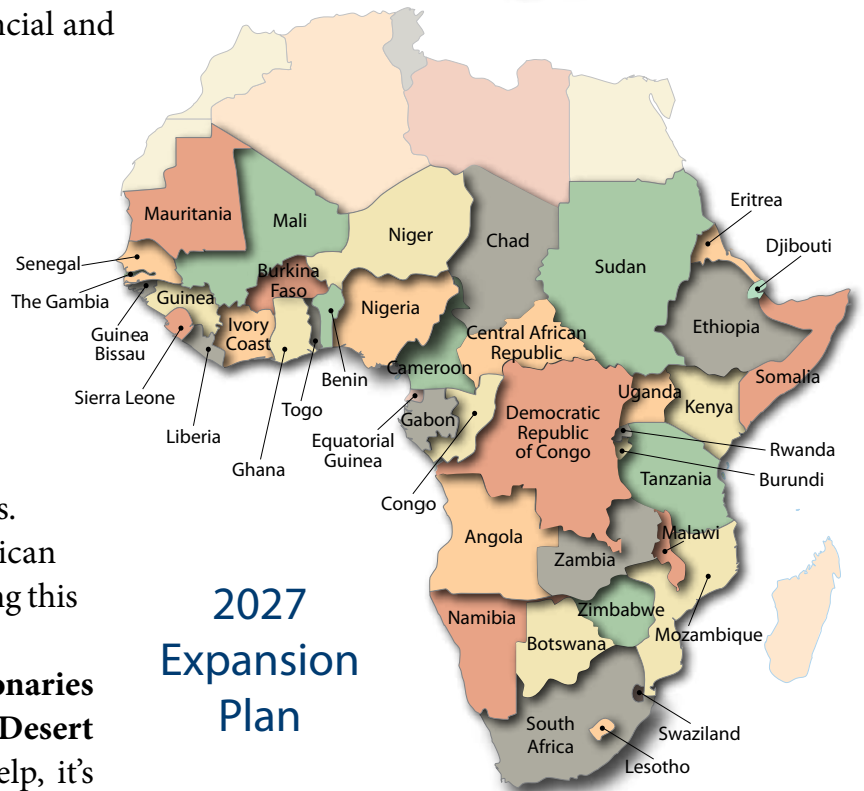 ncial and
Mauritania
Mali
Niger
Chad
Sudan
Eritrea
Djibouti
Senegal
The Gambia
Guinea
Bissau
Guinea
Burkina
Faso
Ivory
Coast
Nigeria
Central African
Republic
Ethiopia
Somalia
Sierra Leone
Liberia
Ghana
Togo
Benin
Cameroon
Equatorial
Guinea
Gabon
Congo
Democratic
Republic
of Congo
Uganda
Kenya
Rwanda
Burundi
Tanzania
Angola
Zambia
Malawi
Mozambique
Namibia
Zimbabwe
Botswana
South
Africa
Swaziland
Lesotho
s.
ican
ng this
onaries
Desert
elp, it's
2027
Expansion
Plan